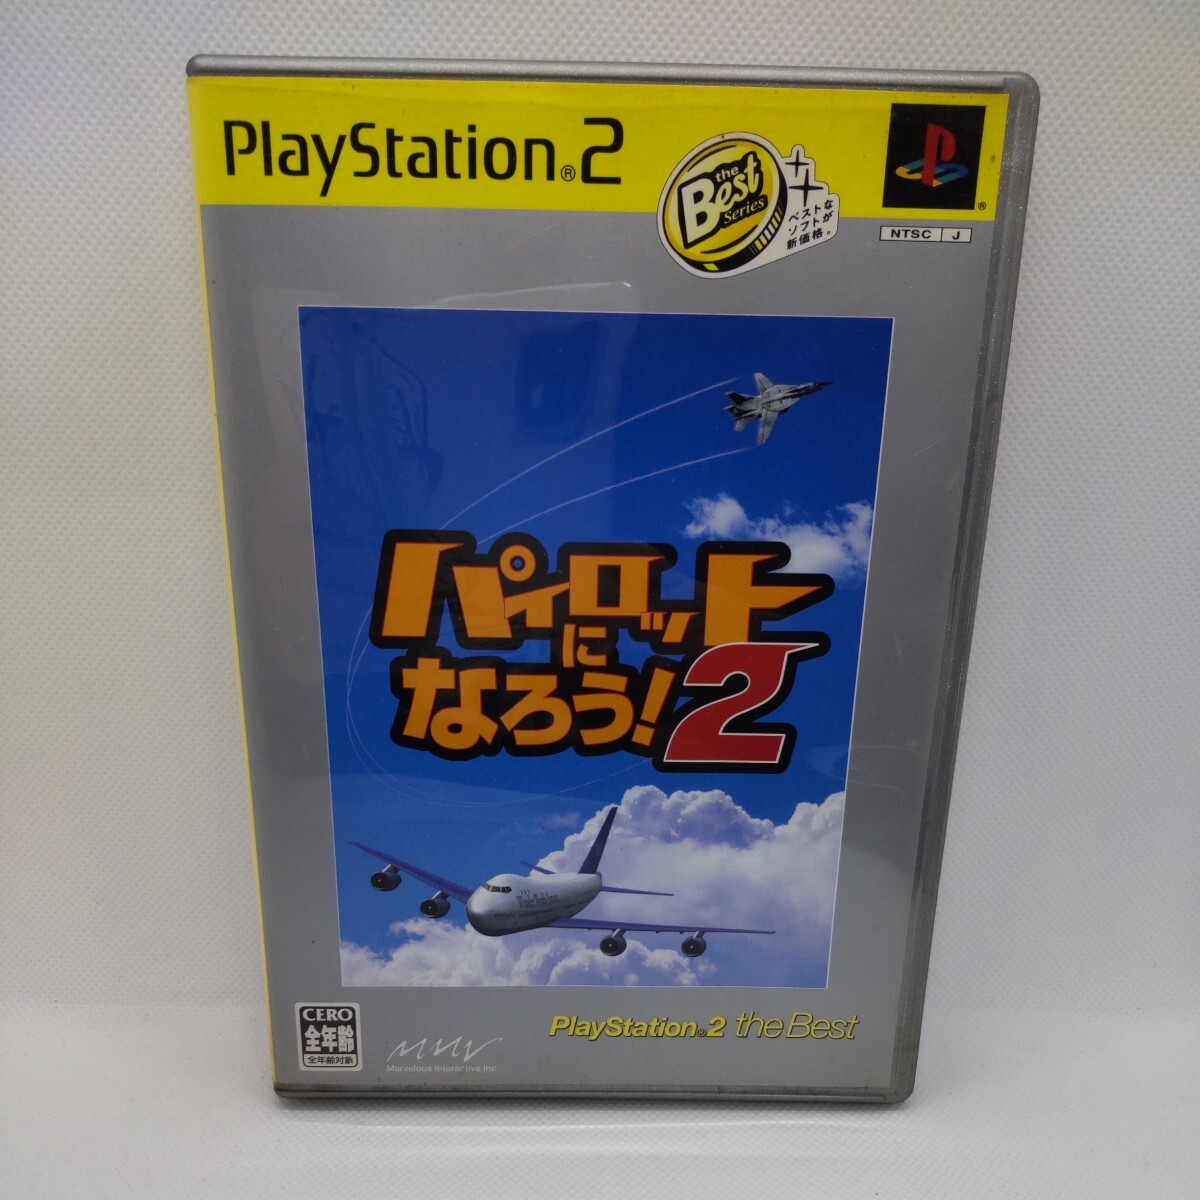 PlayStation®2
the
Best
Series
ベストな
ソフトが
新価格。
®
NTSC J
パイロット
に
なろう!2
CERO
全年齢
全年齢対象
Marvelous Interactive Inc
PlayStation®2 the Best